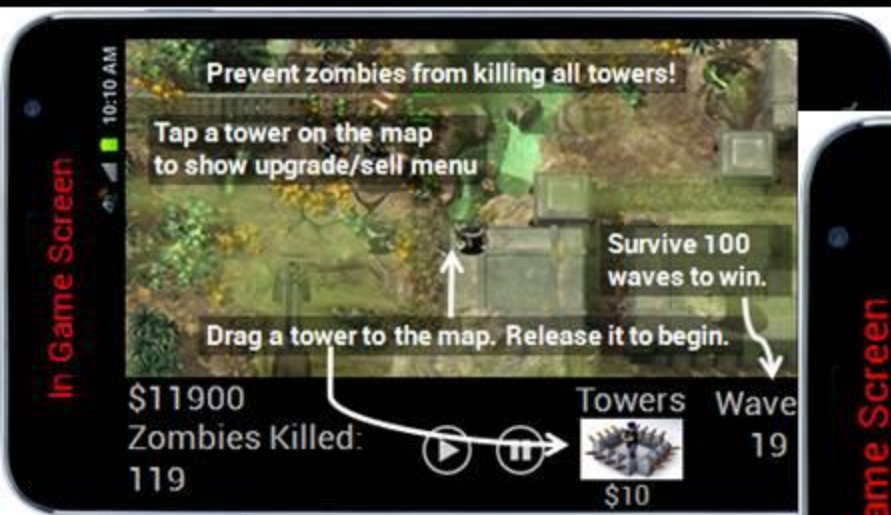 In Game Screen
10:10 AM
Prevent zombies from killing all towers!
Tap a tower on the map
to show upgrade/sell menu
Survive 100
waves to win.
Drag a tower to the map. Release it to begin.
$11900
Zombies Killed:
119
Towers
$10
Wave
19
ame Screen